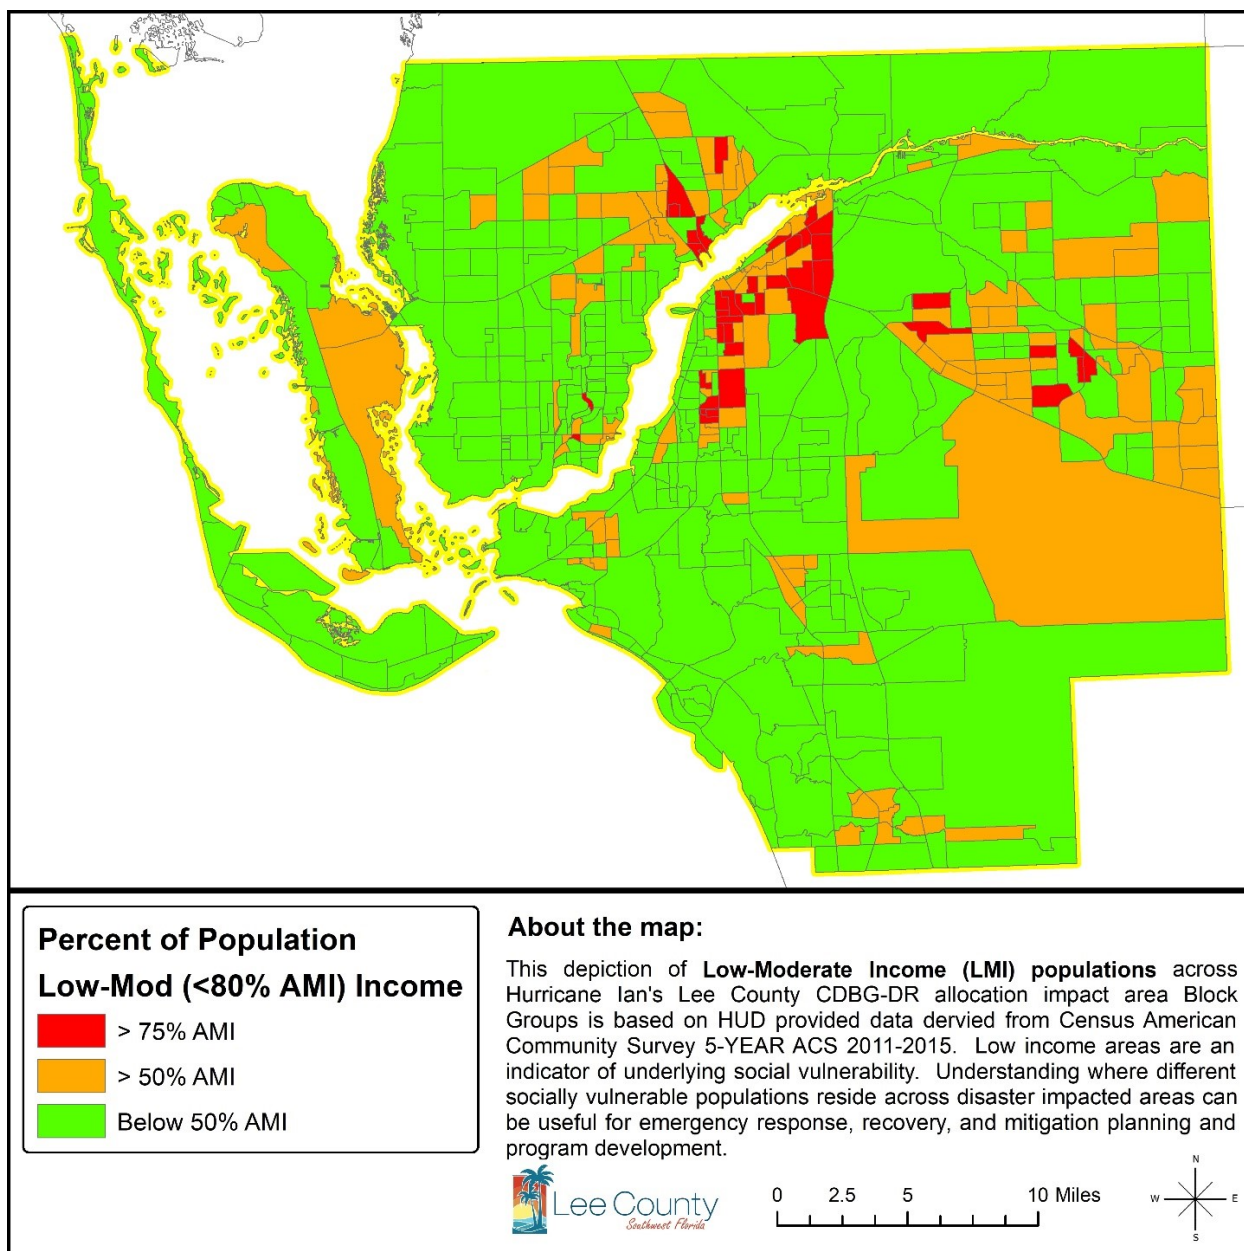 Percent of Population
Low-Mod (<80% AMI) Income
> 75% AMI
> 50% AMI
Below 50% AMI
About the map:
This depiction of Low-Moderate Income (LMI) populations across
Hurricane Ian's Lee County CDBG-DR allocation impact area Block
Groups is based on HUD provided data dervied from Census American
Community Survey 5-YEAR ACS 2011-2015. Low income areas are an
indicator of underlying social vulnerability. Understanding where different
socially vulnerable populations reside across disaster impacted areas can
be useful for emergency response, recovery, and mitigation planning and
program development.
Lee County
Southwest Florida
0 2.5 5 10 Miles
N
W E
S